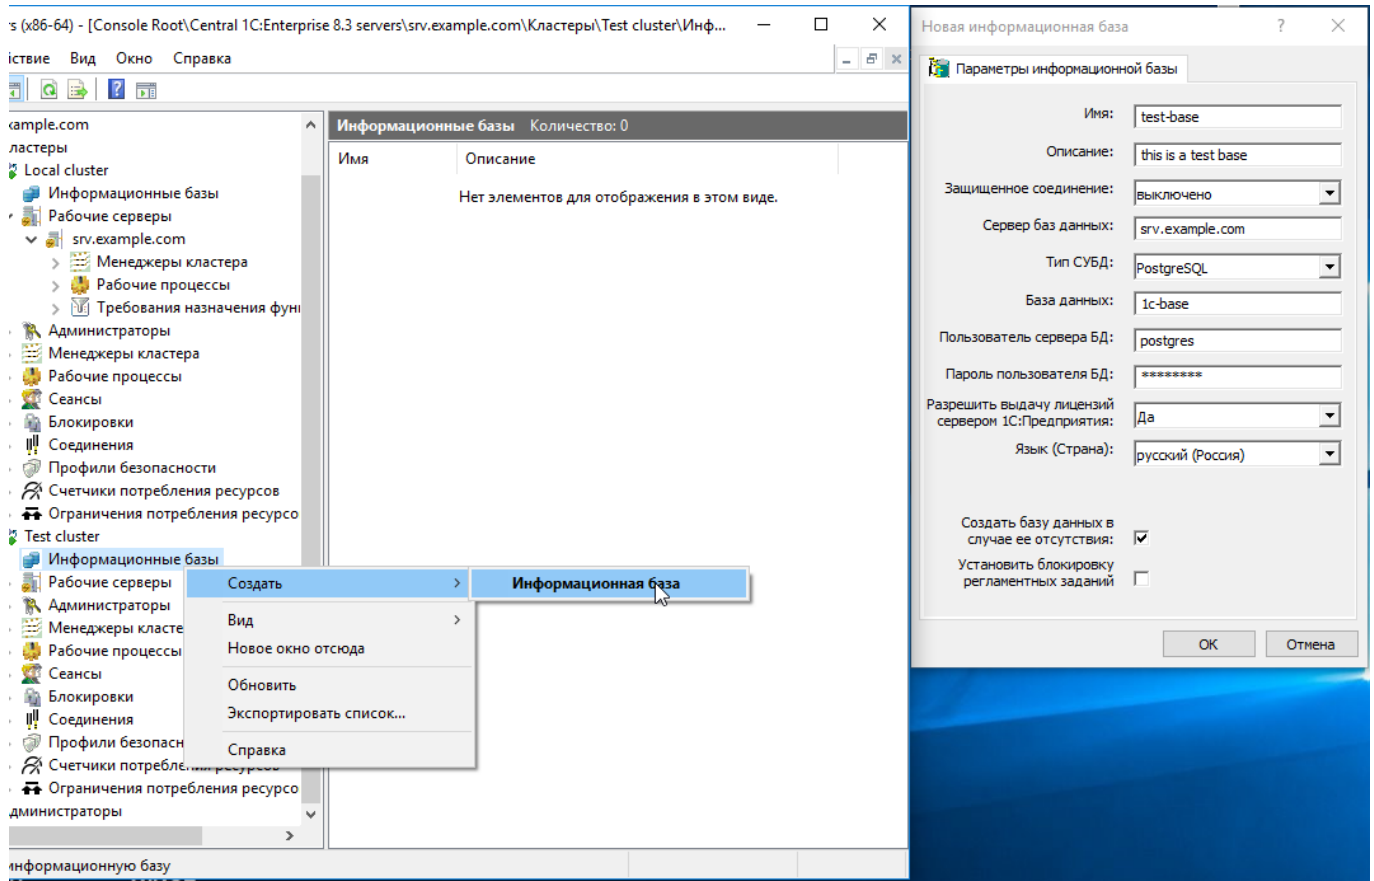 rs (x86-64) - [Console Root\Central 1C:Enterprise 8.3 servers\srv.example.com\Кластеры\Test cluster\Инф...
йствие Вид Окно Справка
xample.com
ластеры
Local cluster
Информационные базы
Рабочие серверы
srv.example.com
Менеджеры кластера
Рабочие процессы
Требования назначения фун
Администраторы
Менеджеры кластера
Рабочие процессы
Сеансы
Блокировки
Соединения
Профили безопасности
Счетчики потребления ресурсов
Ограничения потребления ресурсо
Test cluster
Информационные базы
Рабочие серверы
Администраторы
Менеджеры класте
Рабочие процессы
Сеансы
Блокировки
Соединения
Профили безопасн
Счетчики потребле
Ограничения потребления ресурсо
дминистраторы
Информационные базы Количество: 0
Имя Описание
Нет элементов для отображения в этом виде.
Создать
Вид
Новое окно отсюда
Обновить
Экспортировать список...
Справка
Информационная база
информационную базу
Новая информационная база
Параметры информационной базы
Имя: test-base
Описание: this is a test base
Защищенное соединение: выключено
Сервер баз данных: srv.example.com
Тип СУБД: PostgreSQL
База данных: 1c-base
Пользователь сервера БД: postgres
Пароль пользователя БД: ********
Разрешить выдачу лицензий
сервером 1С:Предприятия: Да
Язык (Страна): русский (Россия)
Создать базу данных в
случае ее отсутствия:
Установить блокировку
регламентных заданий
OK Отмена